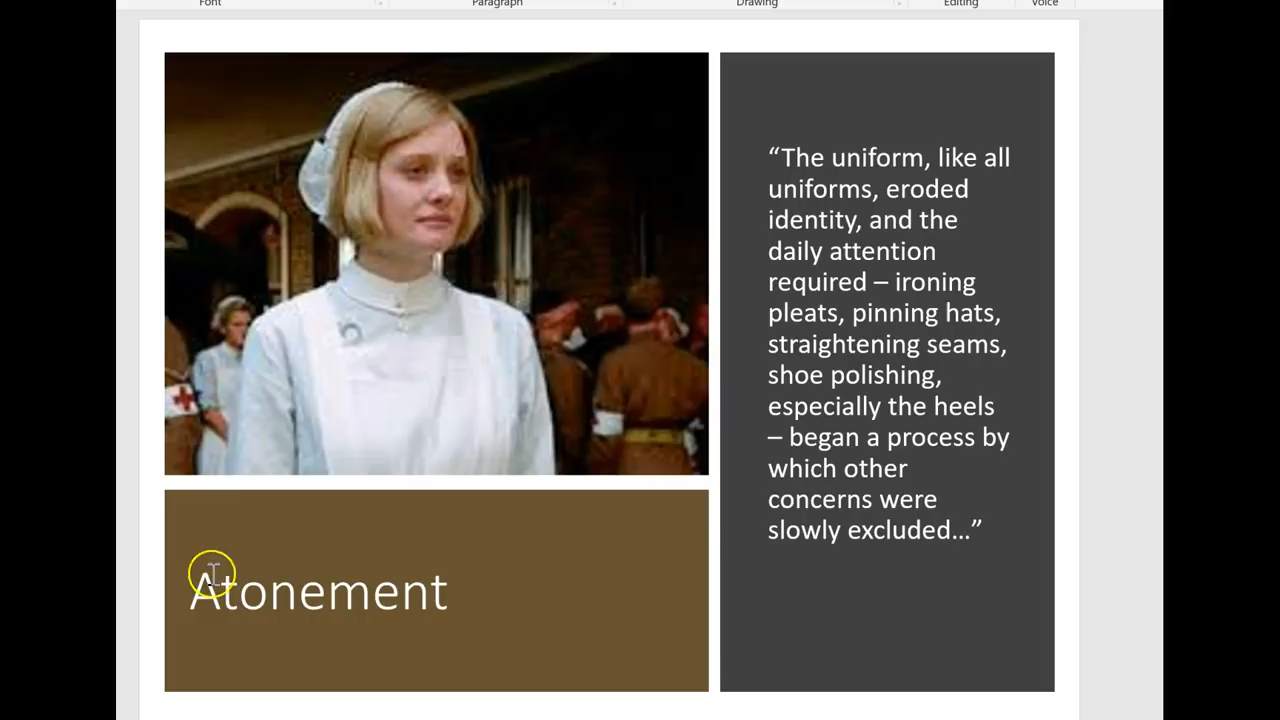 Font
Paragraph
Drawing
Editing
Voice
“The uniform, like all
uniforms, eroded
identity, and the
daily attention
required – ironing
pleats, pinning hats,
straightening seams,
shoe polishing,
especially the heels
– began a process by
which other
concerns were
slowly excluded…”
Atonement